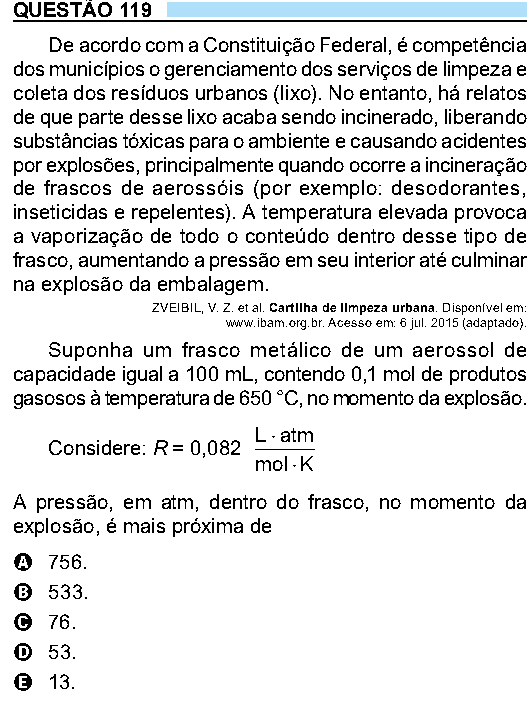 QUESTÃO 119
De acordo com a Constituição Federal, é competência
dos municípios o gerenciamento dos serviços de limpeza e
coleta dos resíduos urbanos (lixo). No entanto, há relatos
de que parte desse lixo acaba sendo incinerado, liberando
substâncias tóxicas para o ambiente e causando acidentes
por explosões, principalmente quando ocorre a incineração
de frascos de aerossóis (por exemplo: desodorantes,
inseticidas e repelentes). A temperatura elevada provoca
a vaporização de todo o conteúdo dentro desse tipo de
frasco, aumentando a pressão em seu interior até culminar
na explosão da embalagem.
ZVEIBIL, V. Z. et al. Cartilha de limpeza urbana. Disponível em:
www.ibam.org.br. Acesso em: 6 jul. 2015 (adaptado).
Suponha um frasco metálico de um aerossol de
capacidade igual a 100 mL, contendo 0,1 mol de produtos
gasosos à temperatura de 650 °C, no momento da explosão.
Considere: R = 0,082 L · atm / mol · K
A pressão, em atm, dentro do frasco, no momento da
explosão, é mais próxima de
A 756.
B 533.
C 76.
D 53.
E 13.